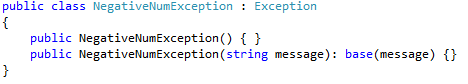 public class NegativeNumException : Exception
{
    public NegativeNumException() { }
    public NegativeNumException(string message): base(message) {}
}